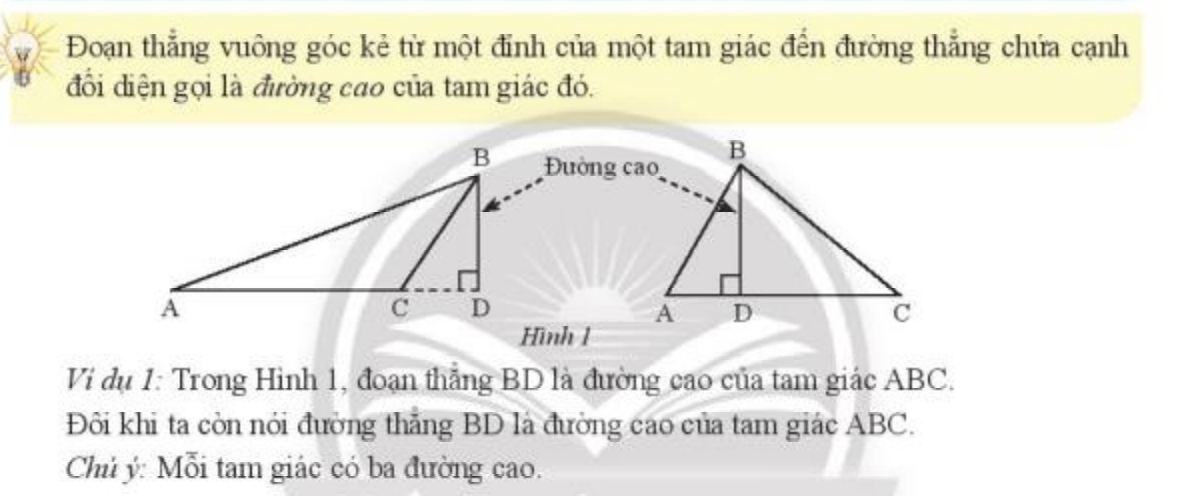 Đoạn thẳng vuông góc kẻ từ một đỉnh của một tam giác đến đường thẳng chứa cạnh
đối diện gọi là đường cao của tam giác đó.
B
Đường cao
B
A
C
D
A
D
C
Hình 1
Ví dụ 1: Trong Hình 1, đoạn thẳng BD là đường cao của tam giác ABC.
Đôi khi ta còn nói đường thẳng BD là đường cao của tam giác ABC.
Chú ý: Mỗi tam giác có ba đường cao.